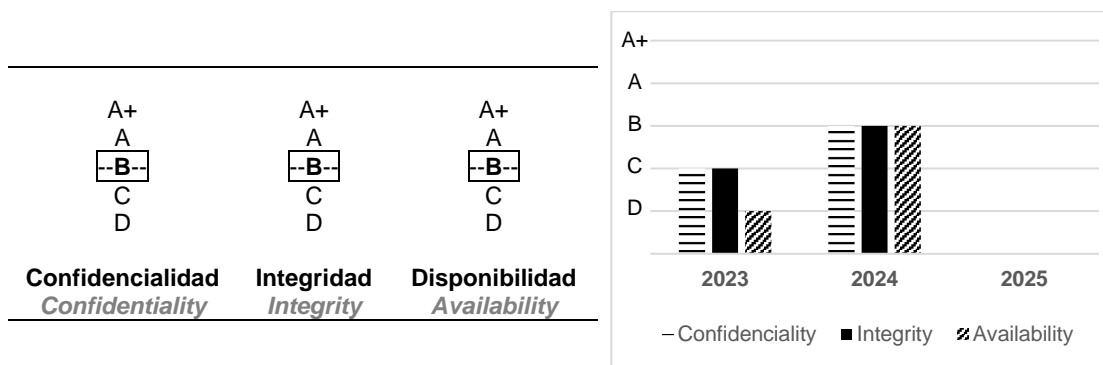 A+ A+ A+
A A A
--B-- --B-- --B--
C C C
D D D
Confidencialidad Integridad Disponibilidad
Confidentiality Integrity Availability
A+
A
B
C
D
2023 2024 2025
Confidenciality Integrity Availability